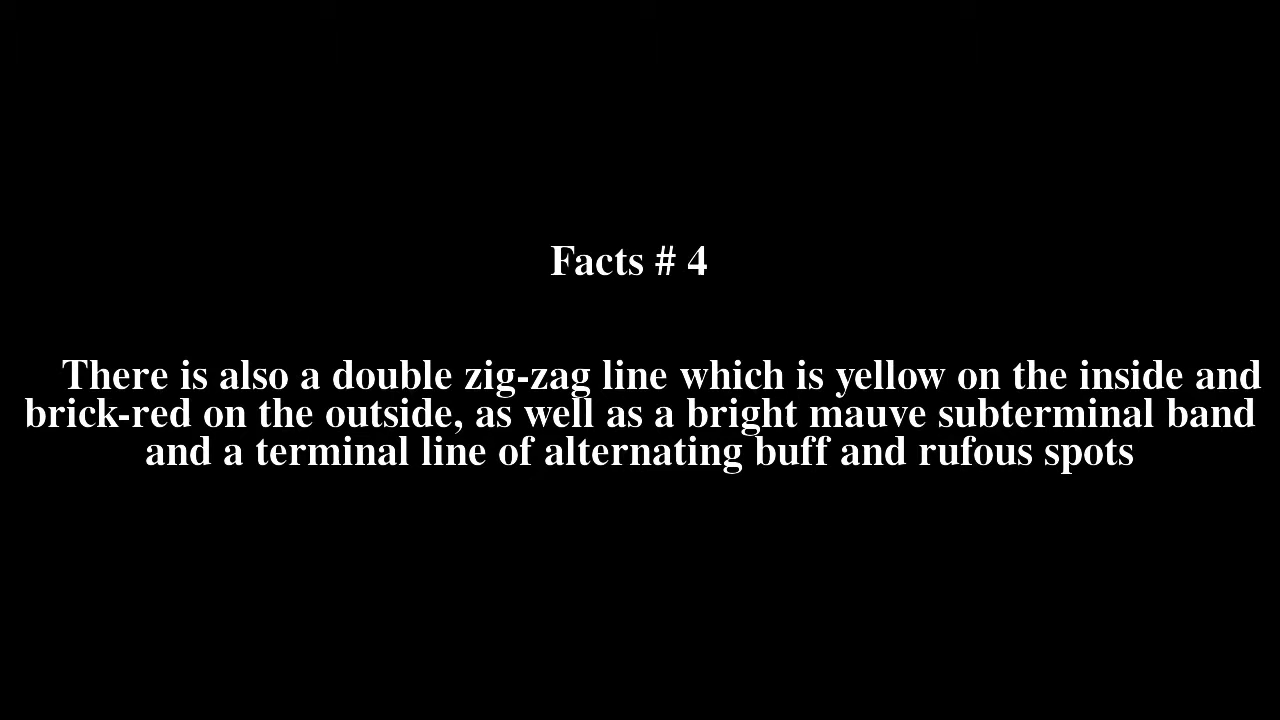 Facts # 4
There is also a double zig-zag line which is yellow on the inside and
brick-red on the outside, as well as a bright mauve subterminal band
and a terminal line of alternating buff and rufous spots